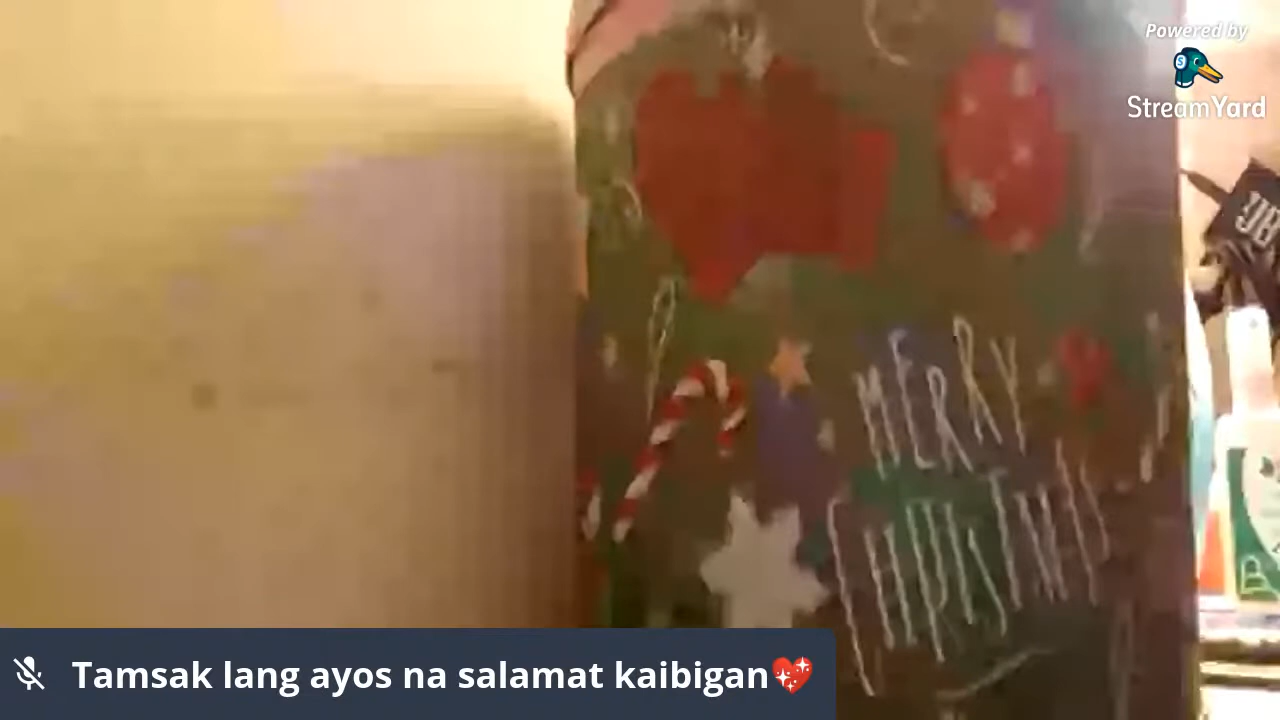 Powered by
StreamYard
MERRY
CHRISTMAS
Tamsak lang ayos na salamat kaibigan💖